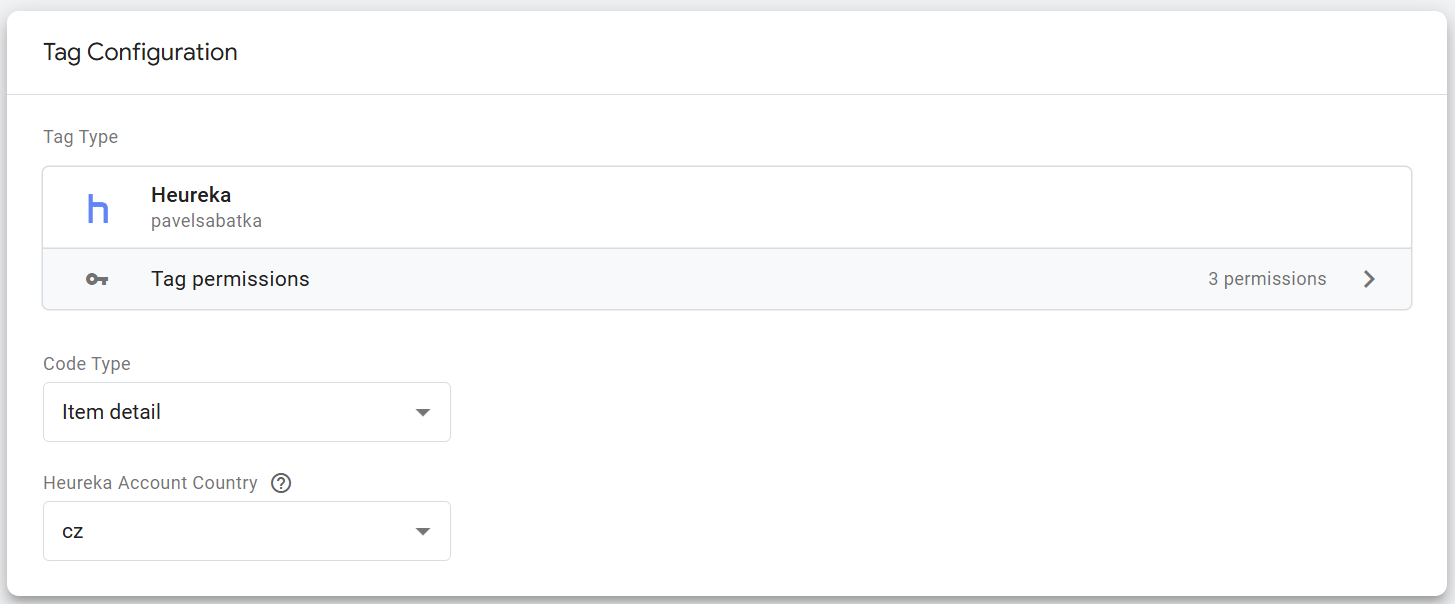 Tag Configuration
Tag Type
Heureka
pavelsabatka
Tag permissions 3 permissions
Code Type
Item detail
Heureka Account Country
cz